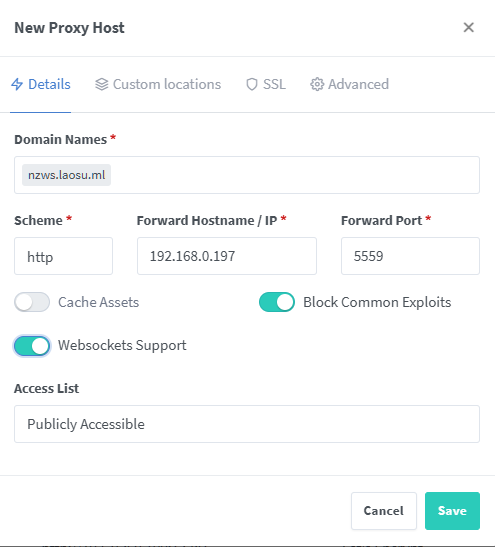 New Proxy Host
Details Custom locations SSL Advanced
Domain Names *
nzws.laosu.ml
Scheme * Forward Hostname / IP * Forward Port *
http 192.168.0.197 5559
Cache Assets Block Common Exploits
Websockets Support
Access List
Publicly Accessible
Cancel Save